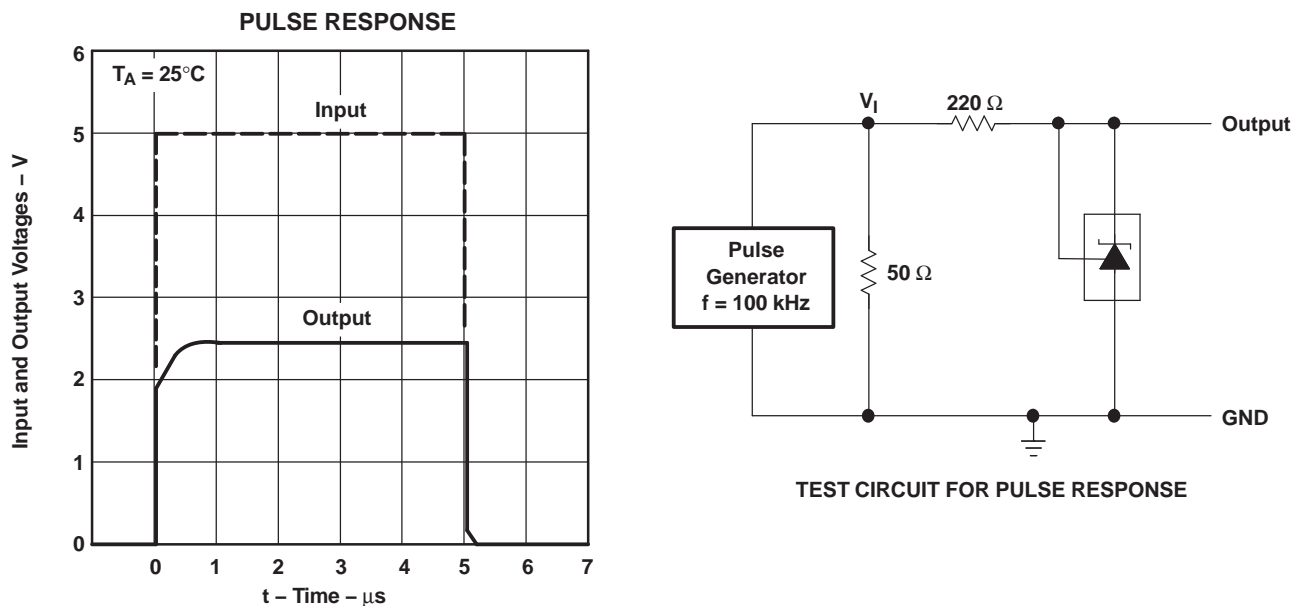 PULSE RESPONSE
Input and Output Voltages – V
6
5
4
3
2
1
0
T_A = 25°C
Input
Output
0 1 2 3 4 5 6 7
t – Time – μs
V_I
220 Ω
Output
Pulse
Generator
f = 100 kHz
50 Ω
GND
TEST CIRCUIT FOR PULSE RESPONSE